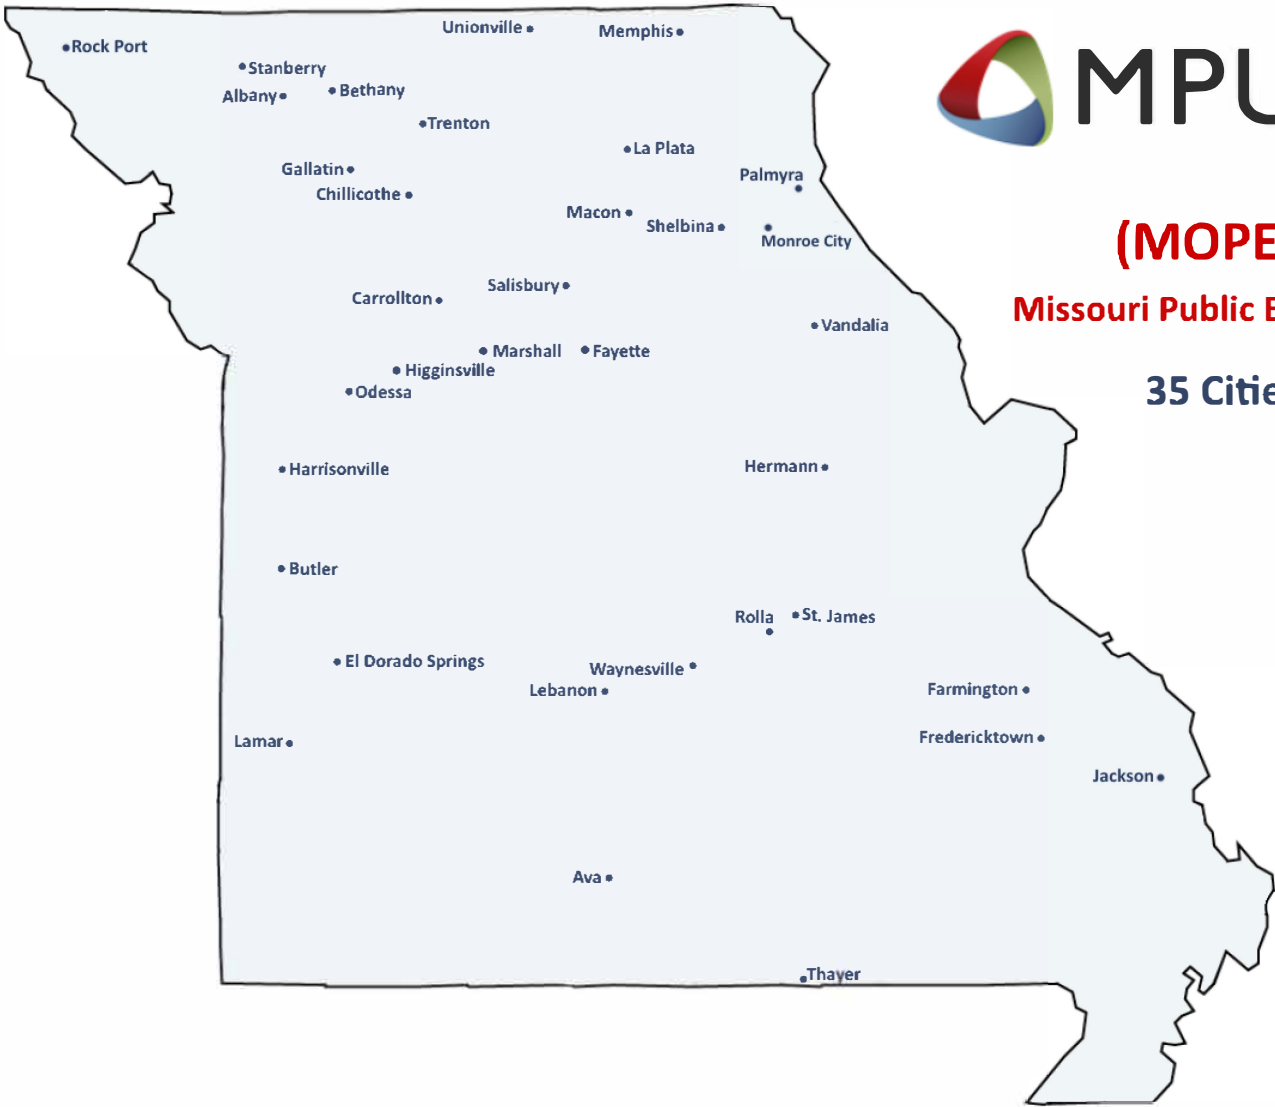 Unionville
Memphis
Rock Port
Stanberry
Albany
Bethany
MPU
Trenton
La Plata
Gallatin
Palmyra
Chillicothe
Macon
Shelbina
Monroe City
(MOPE
Salisbury
Carrollton
Missouri Public E
Vandalia
Marshall
Fayette
Higginsville
Odessa
35 Citie
Harrisonville
Hermann
Butler
Rolla
St. James
El Dorado Springs
Waynesville
Lebanon
Farmington
Fredericktown
Lamar
Jackson
Ava
Thayer